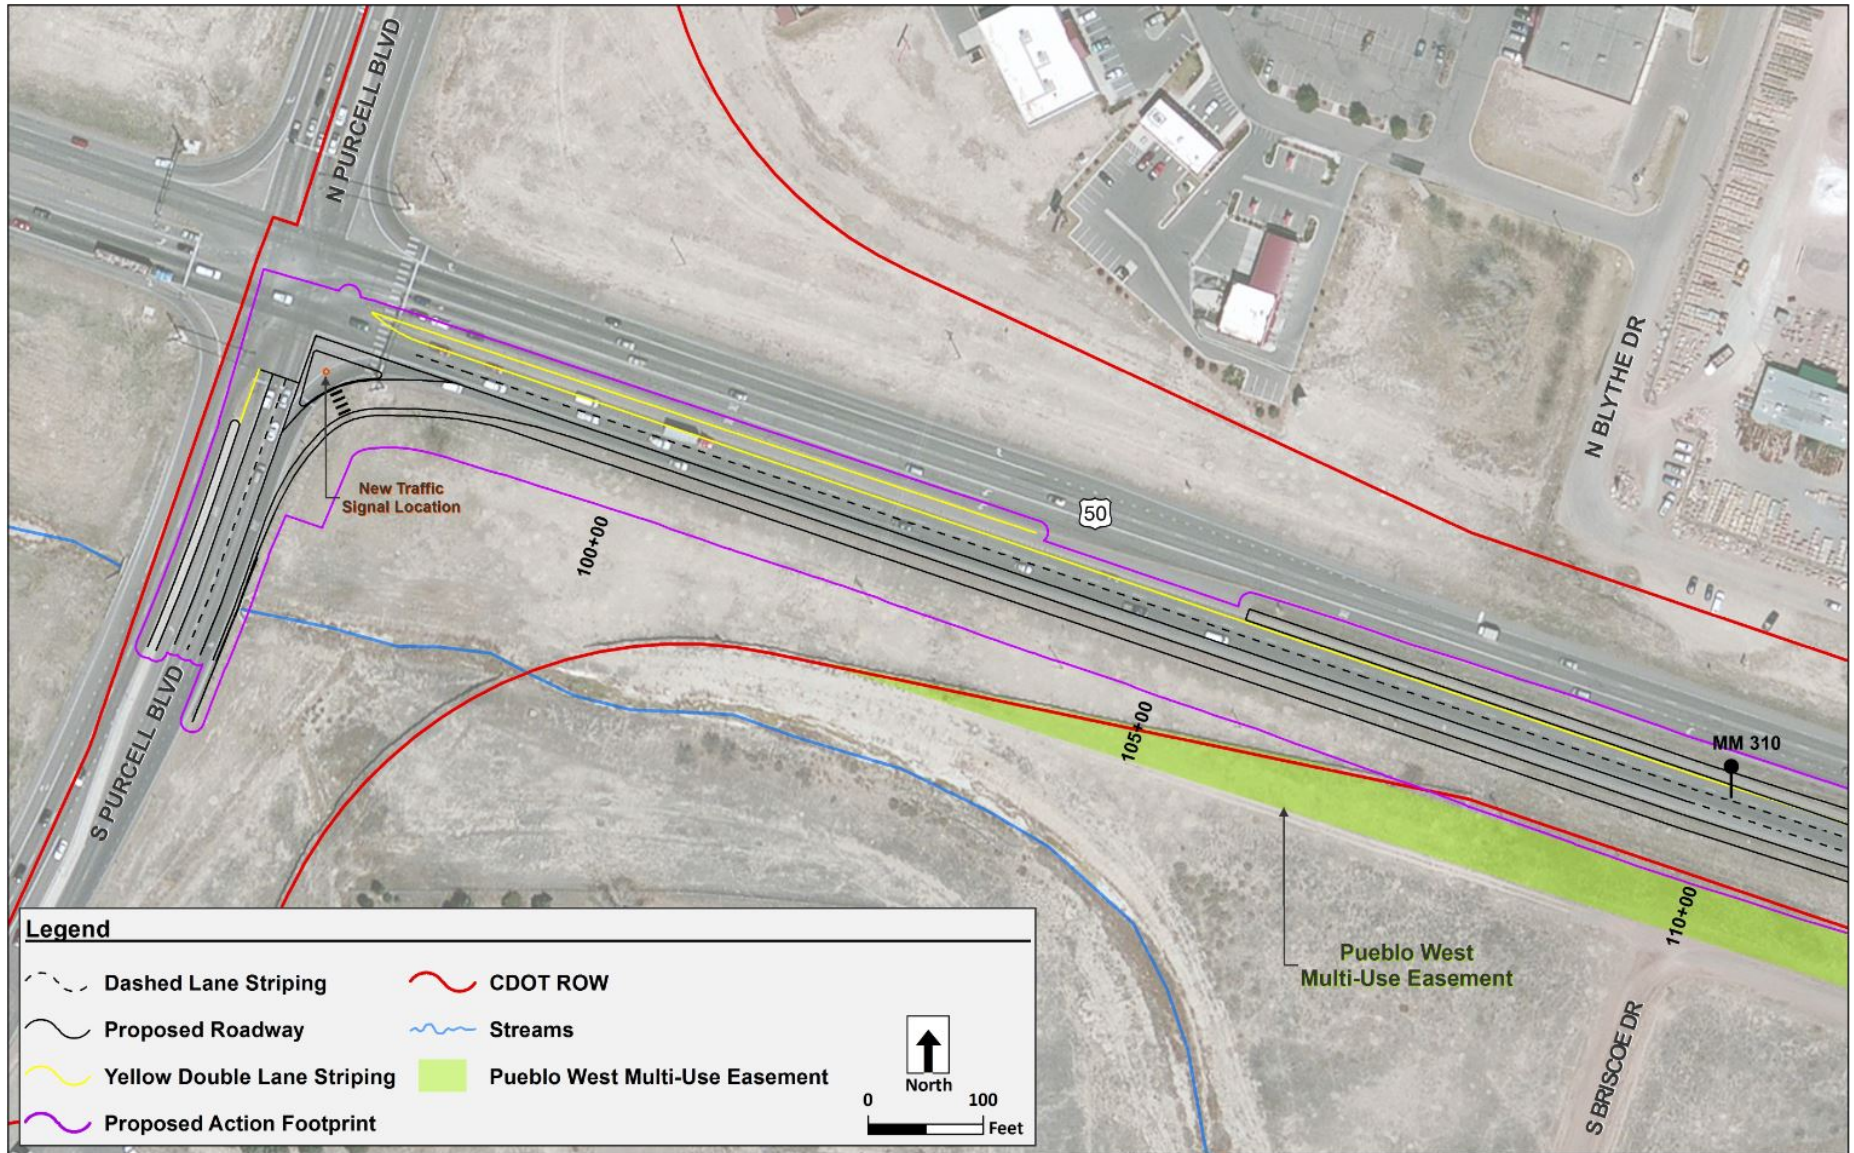 N PURCELL BLVD
N BLYTHE DR
New Traffic
Signal Location
50
100+00
S PURCELL BLVD
105+00
MM 310
110+00
Pueblo West
Multi-Use Easement
S BRISCOE DR
Legend
Dashed Lane Striping
CDOT ROW
Proposed Roadway
Streams
Yellow Double Lane Striping
Pueblo West Multi-Use Easement
Proposed Action Footprint
North
0 100
Feet